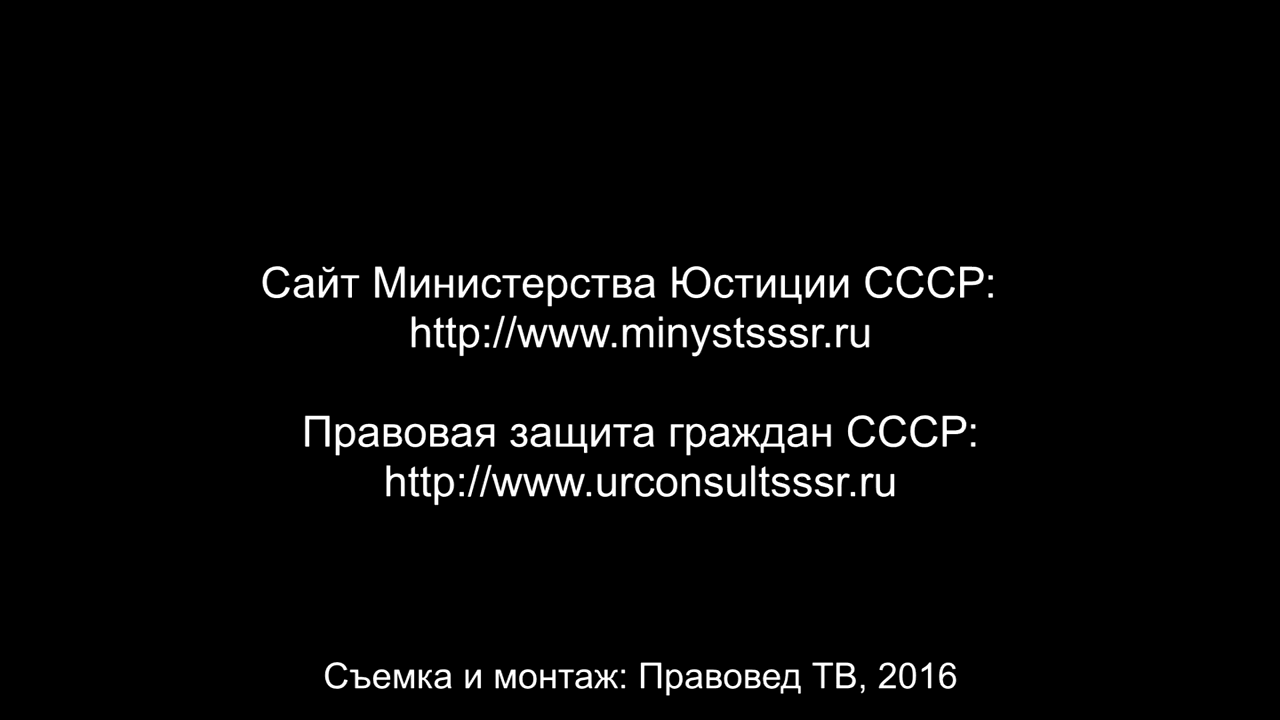 Сайт Министерства Юстиции СССР:
http://www.minystsssr.ru
Правовая защита граждан СССР:
http://www.urconsultsssr.ru
Съемка и монтаж: Правовед ТВ, 2016